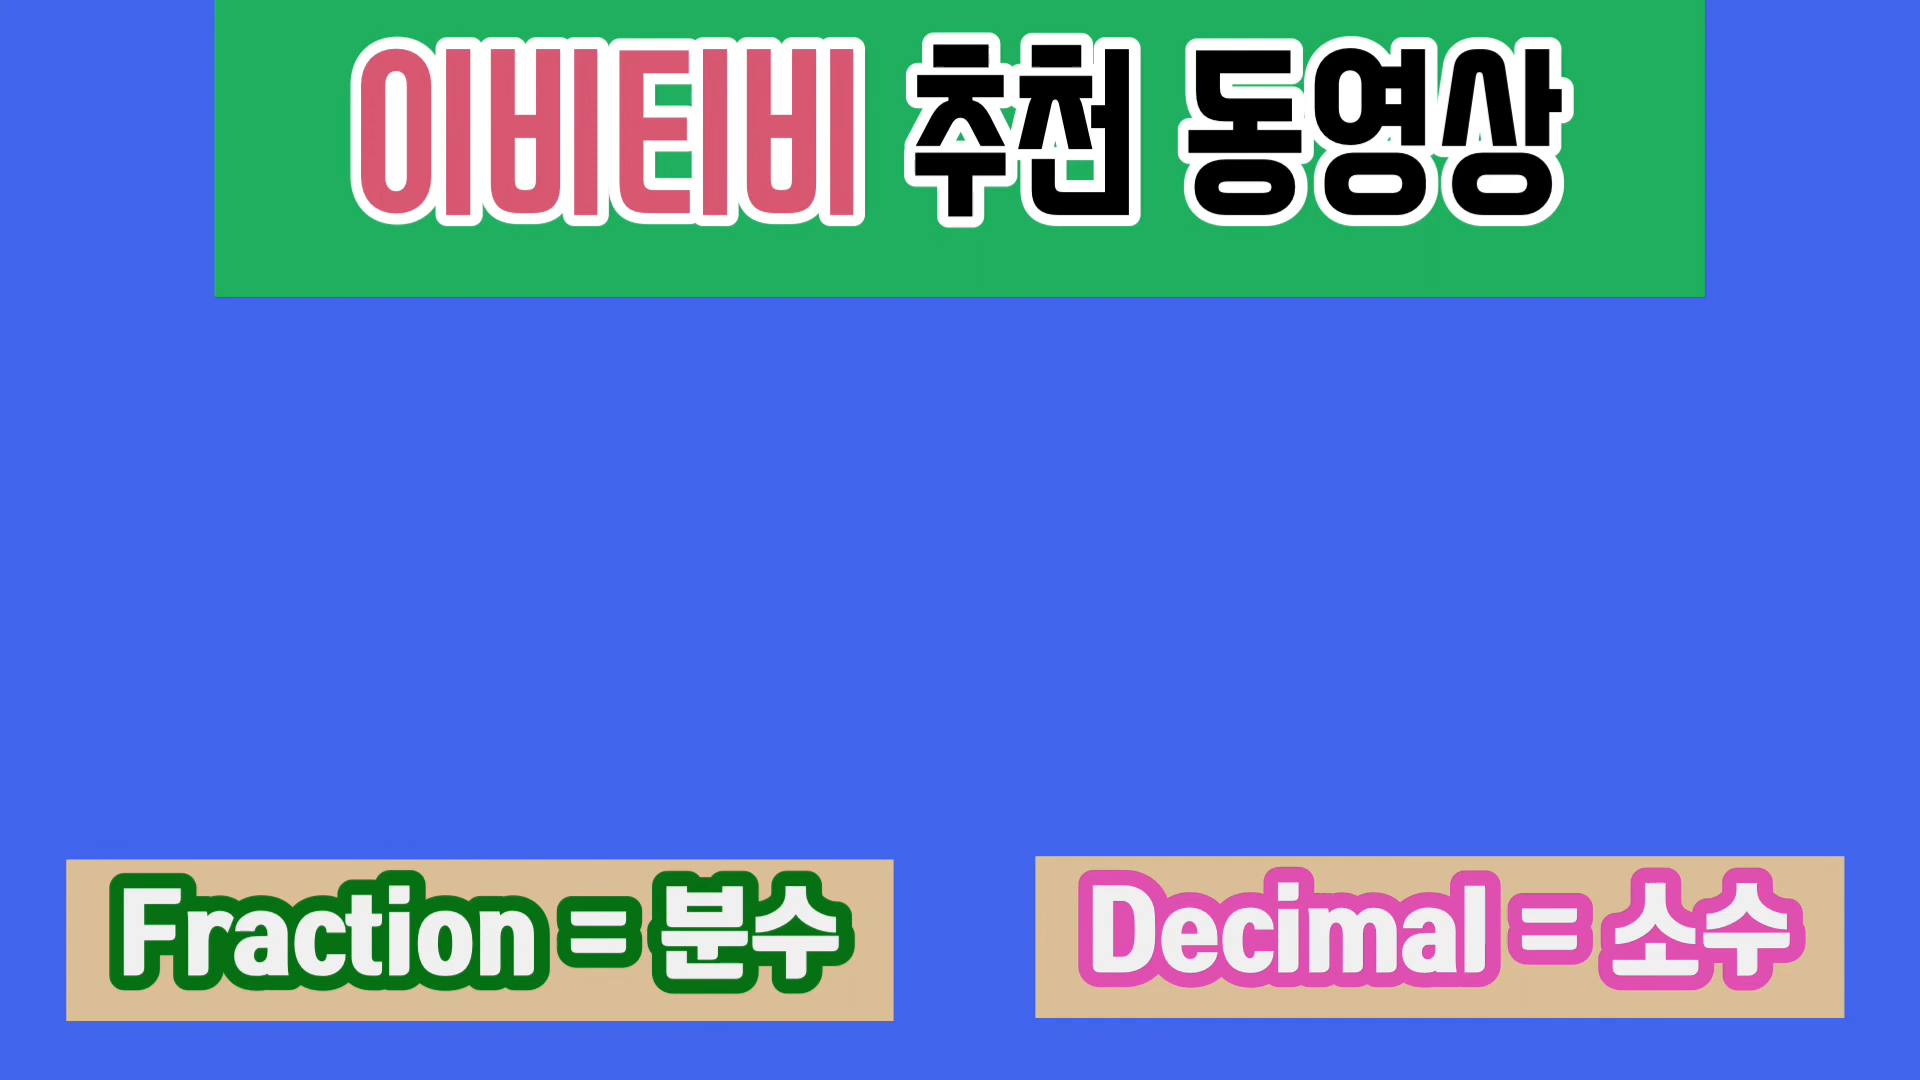 이비티비 추천 동영상
Fraction = 분수
Decimal = 소수